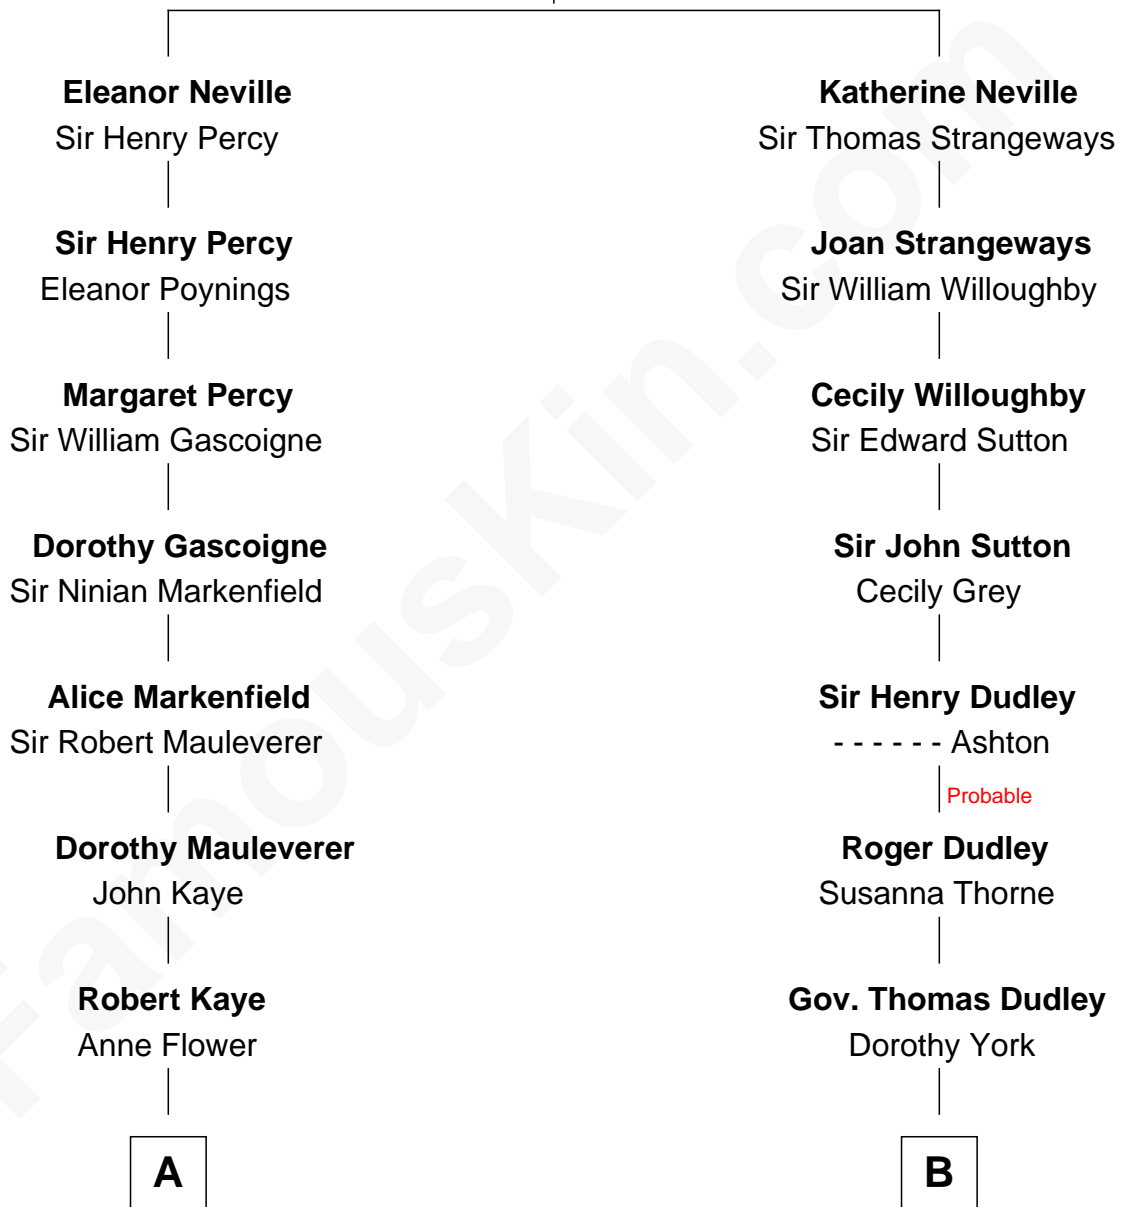 Eleanor Neville
Sir Henry Percy
Sir Henry Percy
Eleanor Poynings
Margaret Percy
Sir William Gascoigne
Dorothy Gascoigne
Sir Ninian Markenfield
Alice Markenfield
Sir Robert Mauleverer
Dorothy Mauleverer
John Kaye
Robert Kaye
Anne Flower
A
Katherine Neville
Sir Thomas Strangeways
Joan Strangeways
Sir William Willoughby
Cecily Willoughby
Sir Edward Sutton
Sir John Sutton
Cecily Grey
Sir Henry Dudley
- - - - - - Ashton
Probable
Roger Dudley
Susanna Thorne
Gov. Thomas Dudley
Dorothy York
B
FamousKin.com